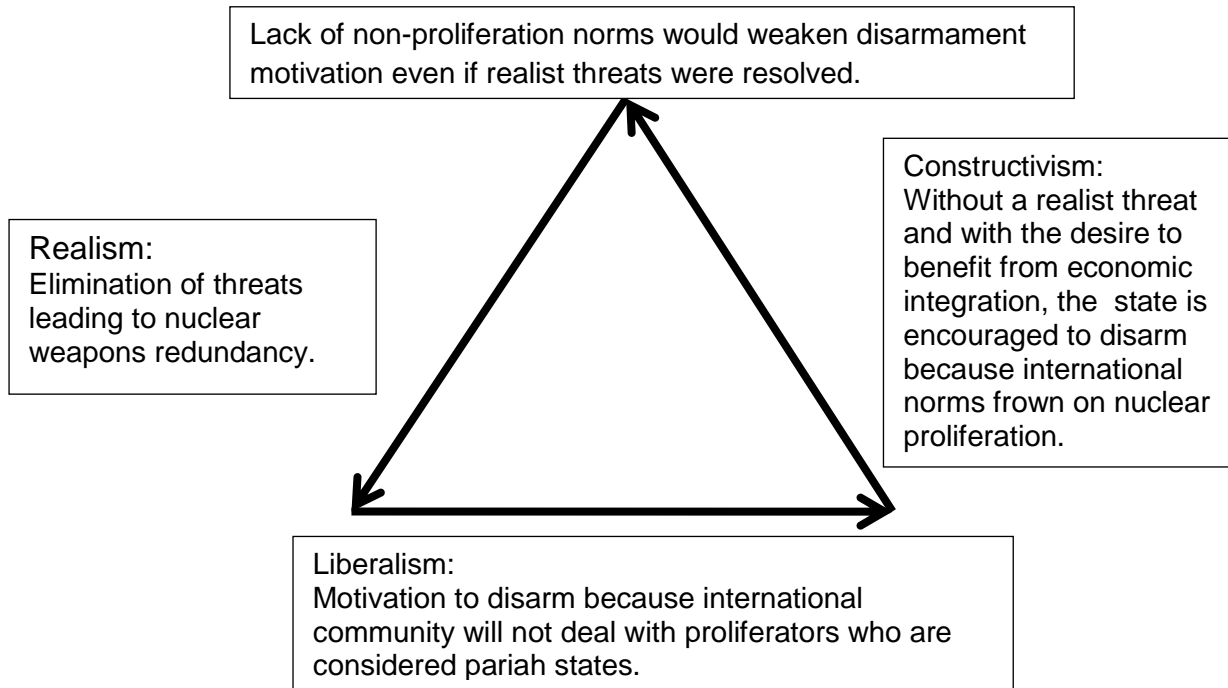 Lack of non-proliferation norms would weaken disarmament
motivation even if realist threats were resolved.
Realism:
Elimination of threats
leading to nuclear
weapons redundancy.
Constructivism:
Without a realist threat
and with the desire to
benefit from economic
integration, the  state is
encouraged to disarm
because international
norms frown on nuclear
proliferation.
Liberalism:
Motivation to disarm because international
community will not deal with proliferators who are
considered pariah states.